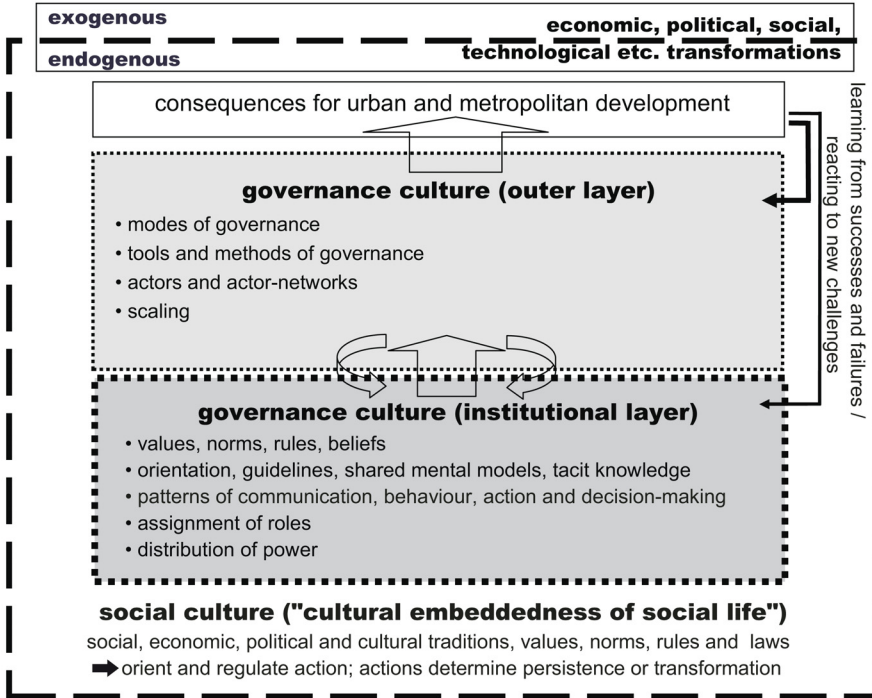 exogenous
economic, political, social,
endogenous
technological etc. transformations
consequences for urban and metropolitan development
governance culture (outer layer)
• modes of governance
• tools and methods of governance
• actors and actor-networks
• scaling
governance culture (institutional layer)
• values, norms, rules, beliefs
• orientation, guidelines, shared mental models, tacit knowledge
• patterns of communication, behaviour, action and decision-making
• assignment of roles
• distribution of power
social culture ("cultural embeddedness of social life")
social, economic, political and cultural traditions, values, norms, rules and laws
orient and regulate action; actions determine persistence or transformation
learning from successes and failures /
reacting to new challenges